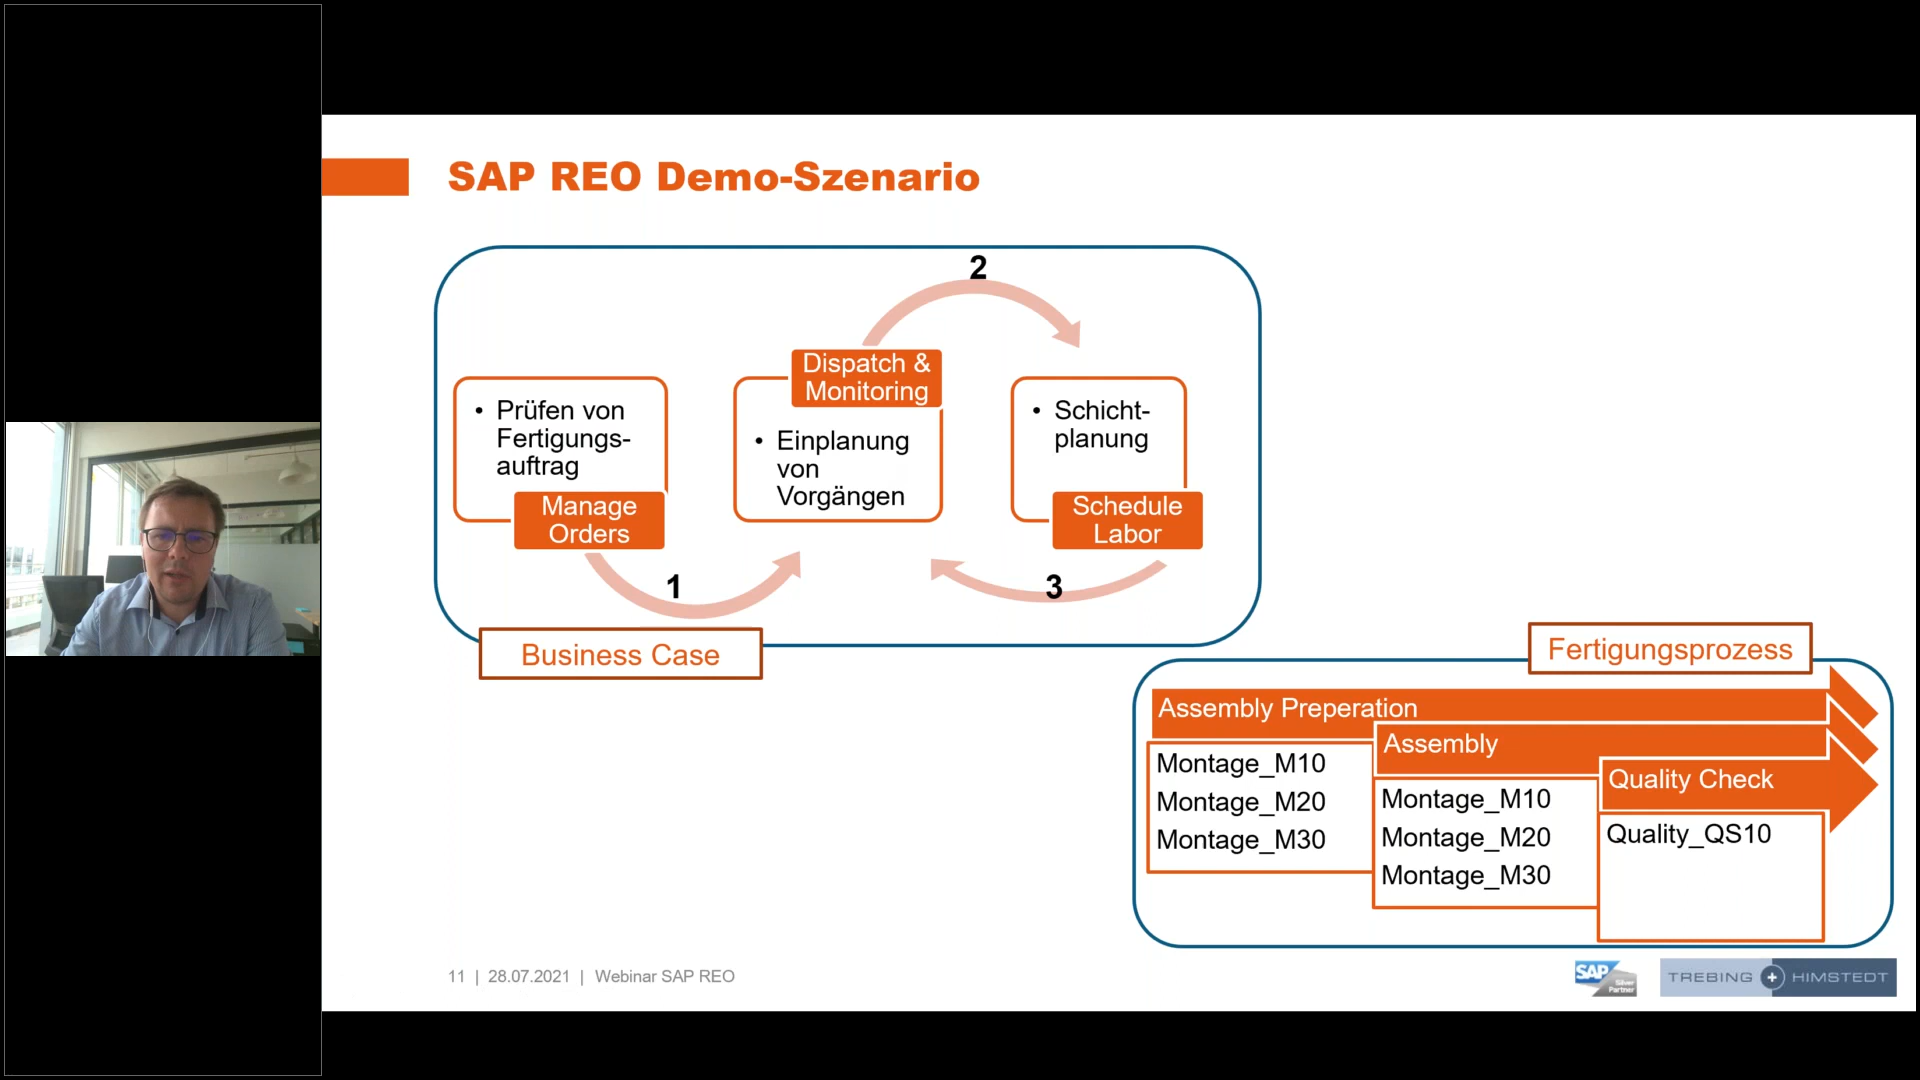 SAP REO Demo-Szenario
2
Dispatch &
Monitoring
• Prüfen von
Fertigungs-
auftrag
Manage
Orders
• Einplanung
von
Vorgängen
• Schicht-
planung
Schedule
Labor
1
3
Business Case
Fertigungsprozess
Assembly Preperation
Montage_M10
Montage_M20
Montage_M30
Assembly
Montage_M10
Montage_M20
Montage_M30
Quality Check
Quality_QS10
11 | 28.07.2021 | Webinar SAP REO
SAP
Silver
Partner
TREBING + HIMSTEDT